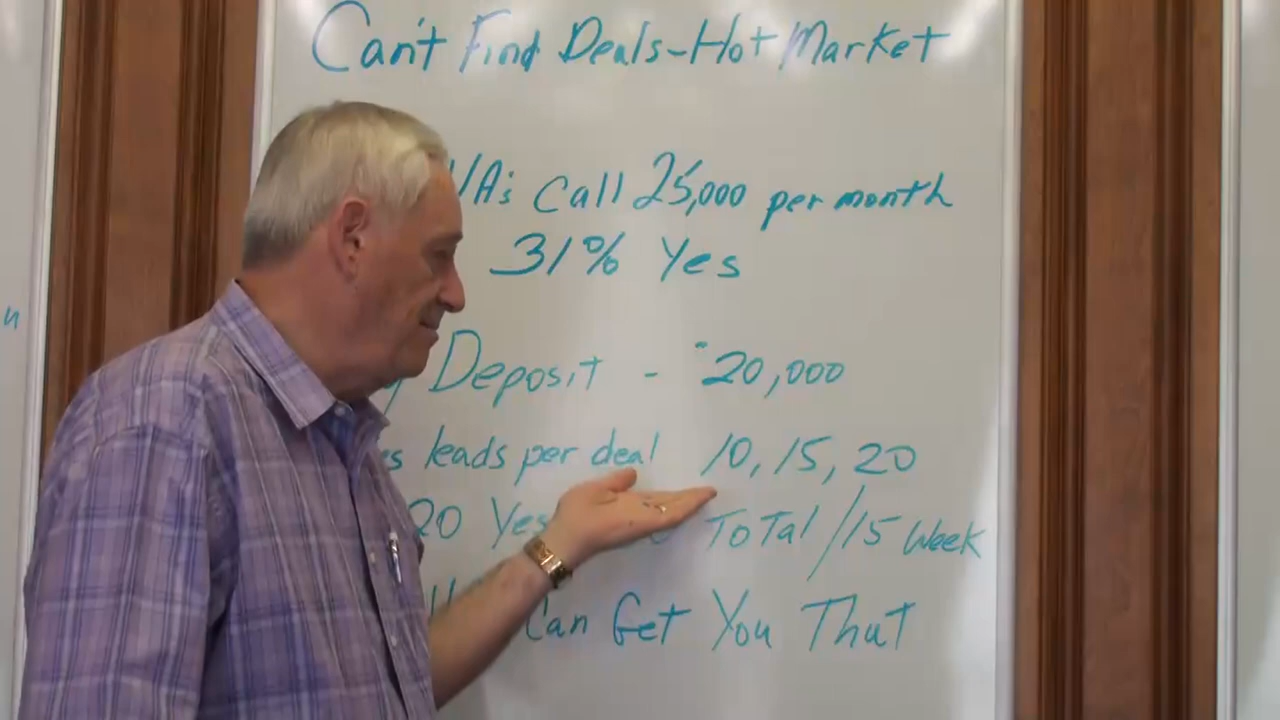 Can't Find Deals-Hot Market
VA's Call 25,000 per month
31% Yes
Deposit - 20,000
leads per deal 10, 15, 20
20 Yes Total /15 Week
Can Get You That